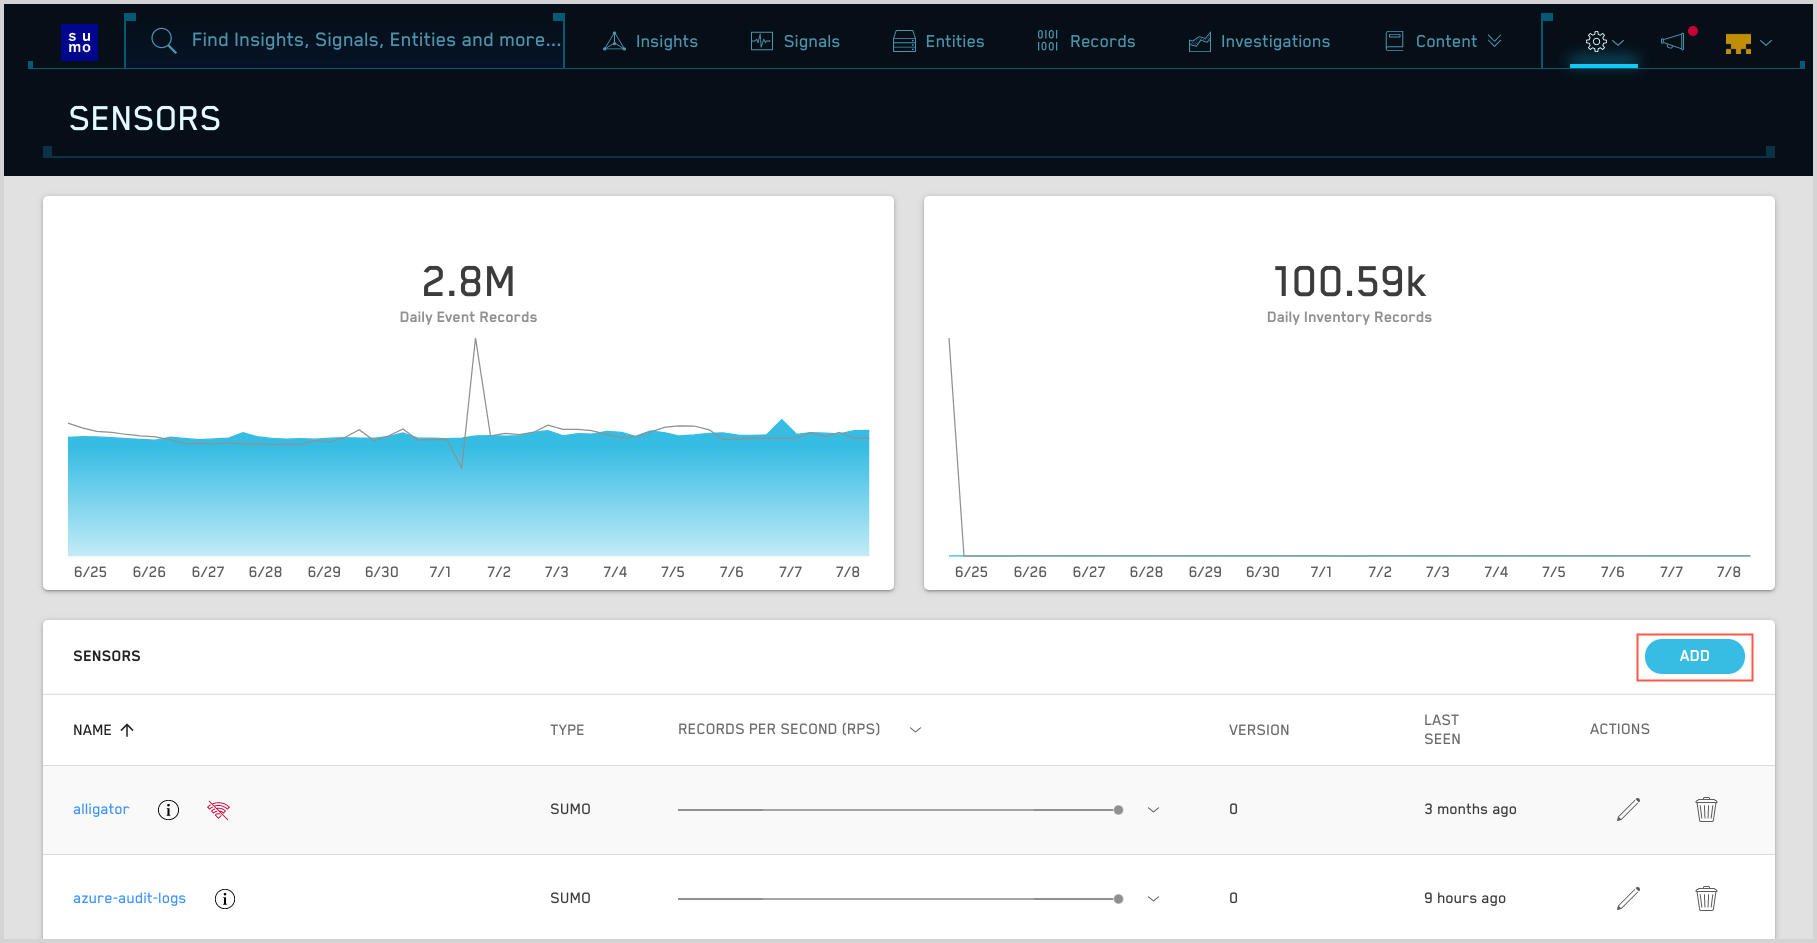 su
mo
Find Insights, Signals, Entities and more...
Insights
Signals
Entities
0101
1001
Records
Investigations
Content
SENSORS
2.8M
Daily Event Records
6/25 6/26 6/27 6/28 6/29 6/30 7/1 7/2 7/3 7/4 7/5 7/6 7/7 7/8
100.59k
Daily Inventory Records
6/25 6/26 6/27 6/28 6/29 6/30 7/1 7/2 7/3 7/4 7/5 7/6 7/7 7/8
SENSORS
ADD
NAME TYPE RECORDS PER SECOND (RPS) VERSION LAST SEEN ACTIONS
alligator SUMO 0 3 months ago
azure-audit-logs SUMO 0 9 hours ago